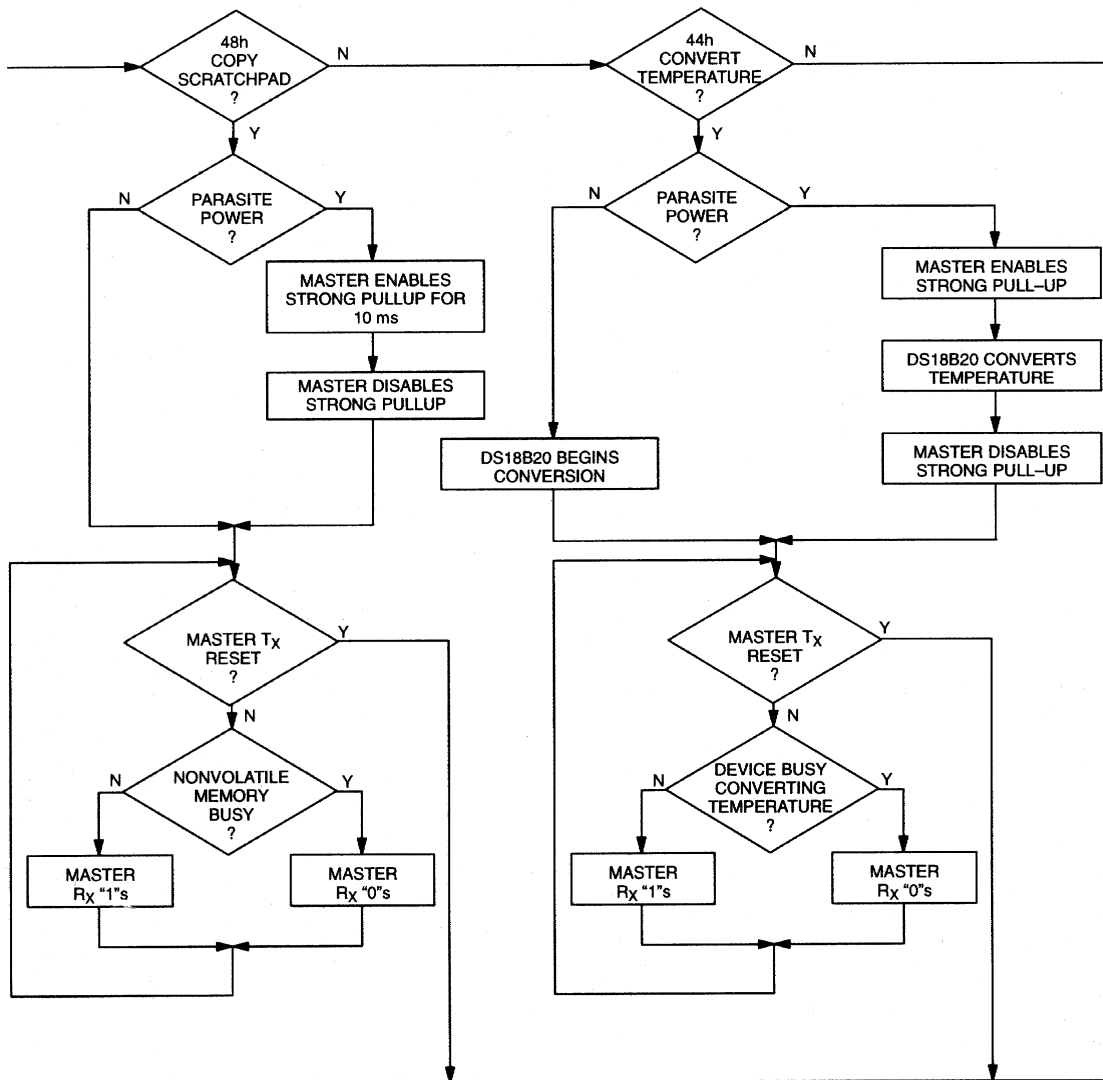 48h
COPY
SCRATCHPAD
?
N
Y
44h
CONVERT
TEMPERATURE
?
N
Y
N
PARASITE
POWER
?
Y
MASTER ENABLES
STRONG PULLUP FOR
10 ms
MASTER DISABLES
STRONG PULLUP
N
PARASITE
POWER
?
Y
MASTER ENABLES
STRONG PULL–UP
DS18B20 CONVERTS
TEMPERATURE
MASTER DISABLES
STRONG PULL–UP
DS18B20 BEGINS
CONVERSION
MASTER TX
RESET
?
Y
N
N
NONVOLATILE
MEMORY
BUSY
?
Y
MASTER
RX “1”s
MASTER
RX “0”s
MASTER TX
RESET
?
Y
N
N
DEVICE BUSY
CONVERTING
TEMPERATURE
?
Y
MASTER
RX “1”s
MASTER
RX “0”s